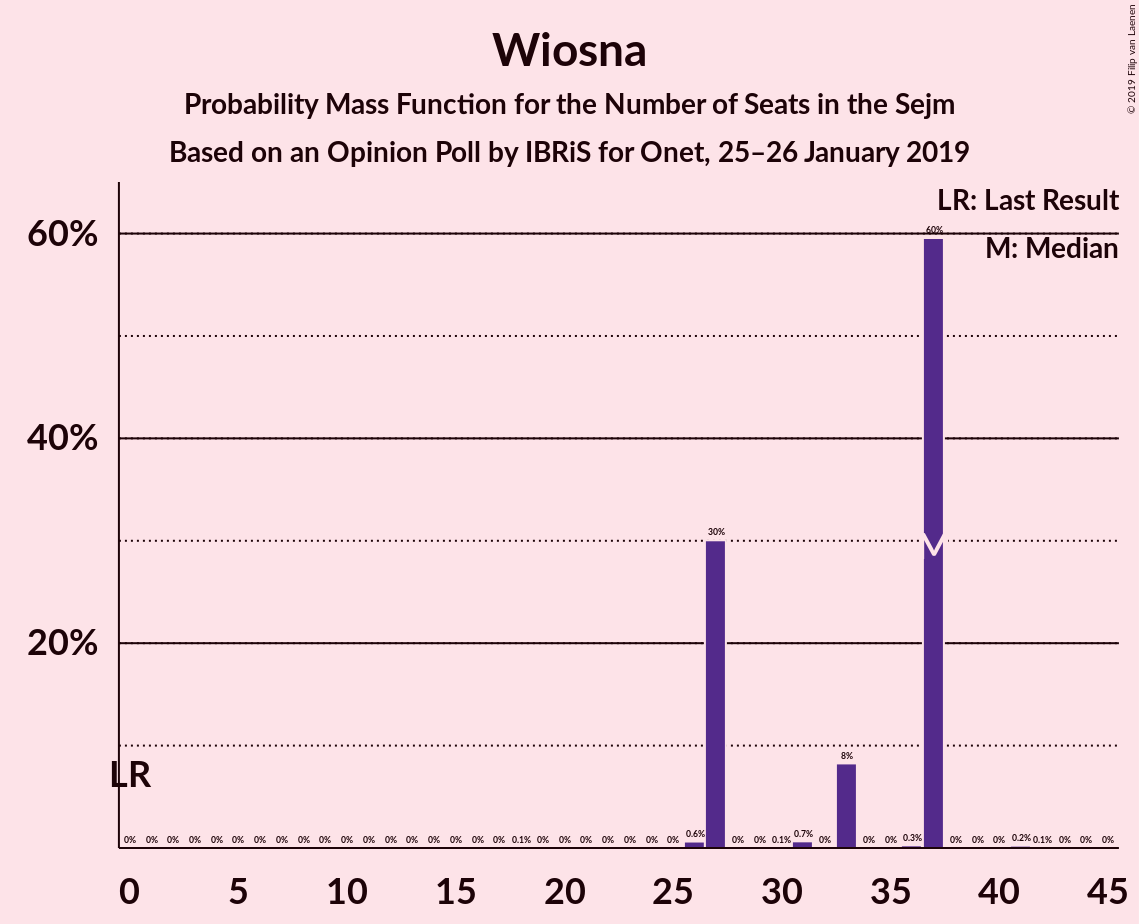 Wiosna
Probability Mass Function for the Number of Seats in the Sejm
Based on an Opinion Poll by IBRiS for Onet, 25–26 January 2019
© 2019 Filip van Laenen
LR: Last Result
M: Median
60%
40%
20%
LR
0% 0% 0% 0% 0% 0% 0% 0% 0% 0% 0% 0% 0% 0% 0% 0% 0% 0% 0.1% 0% 0% 0% 0% 0% 0% 0% 0.6% 30% 0% 0% 0.1% 0.7% 0% 8% 0% 0% 0.3% 60% 0% 0% 0% 0.2% 0.1% 0% 0% 0%
0 5 10 15 20 25 30 35 40 45